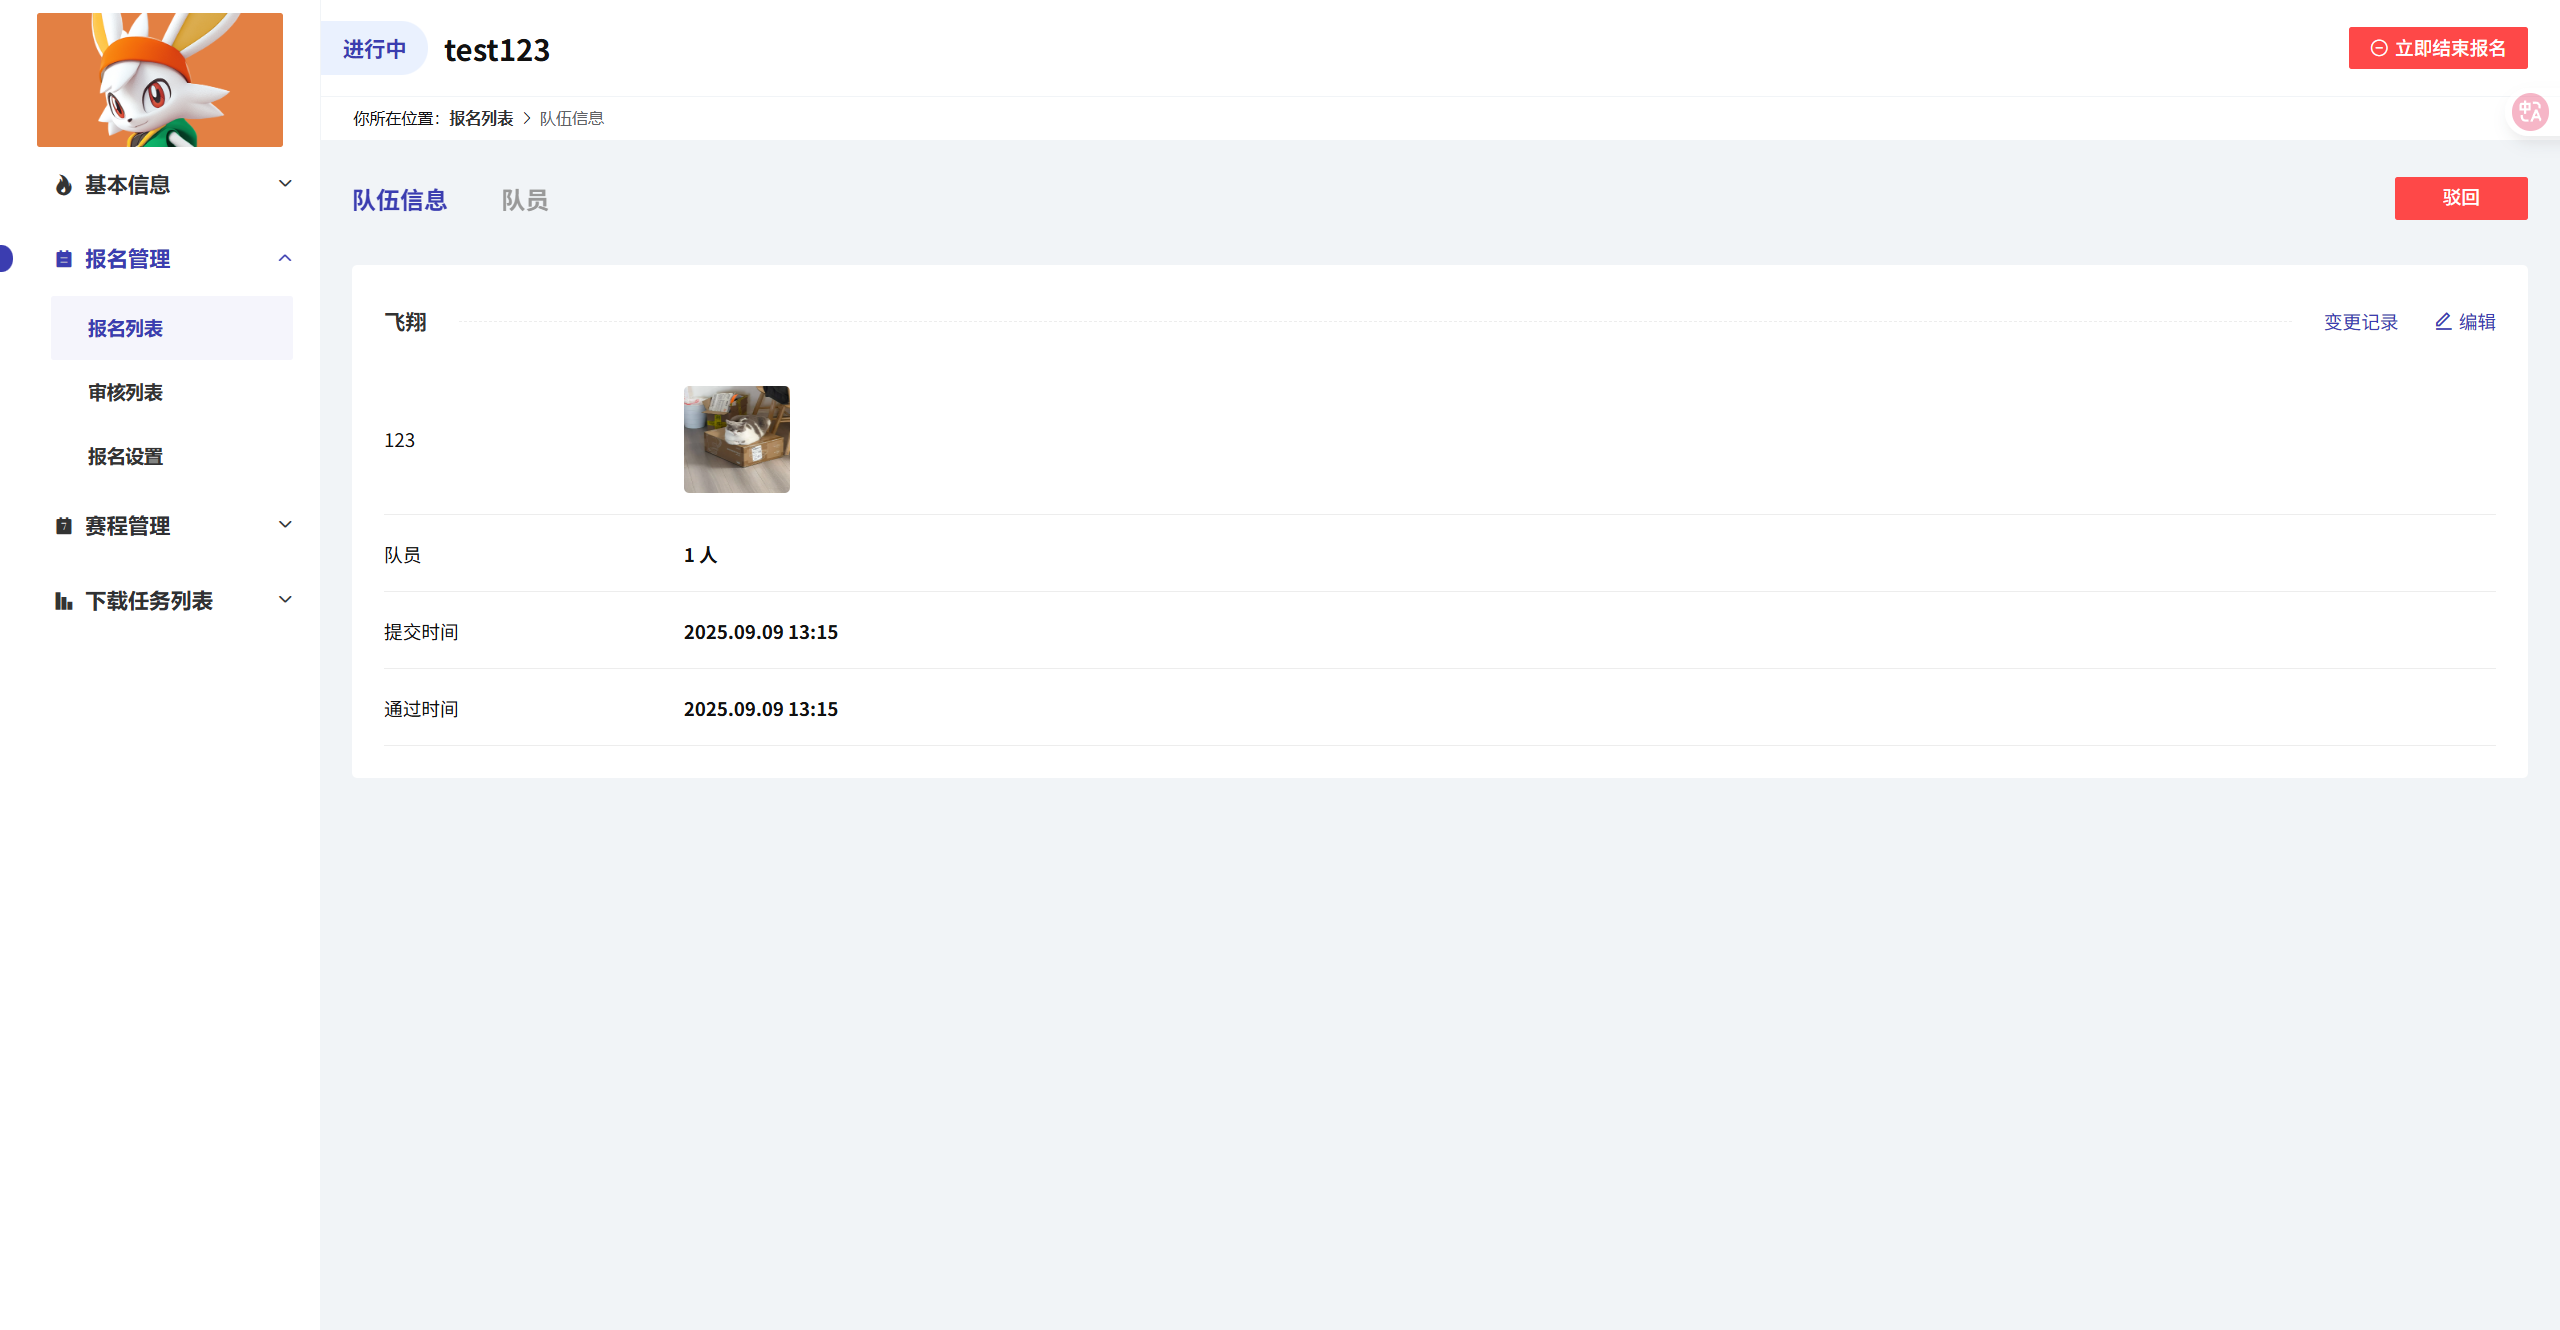 进行中 test123
立即结束报名
你所在位置: 报名列表 > 队伍信息
基本信息
报名管理
报名列表
审核列表
报名设置
赛程管理
下载任务列表
队伍信息 队员
驳回
飞翔
变更记录 编辑
123
队员 1 人
提交时间 2025.09.09 13:15
通过时间 2025.09.09 13:15